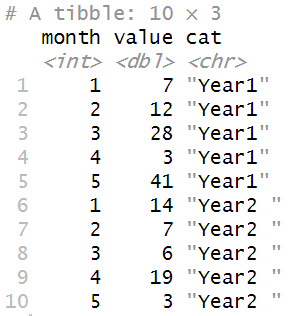 # A tibble: 10 × 3
month value cat
<int> <dbl> <chr>
1 1 7 "Year1"
2 2 12 "Year1"
3 3 28 "Year1"
4 4 3 "Year1"
5 5 41 "Year1"
6 1 14 "Year2 "
7 2 7 "Year2 "
8 3 6 "Year2 "
9 4 19 "Year2 "
10 5 3 "Year2 "